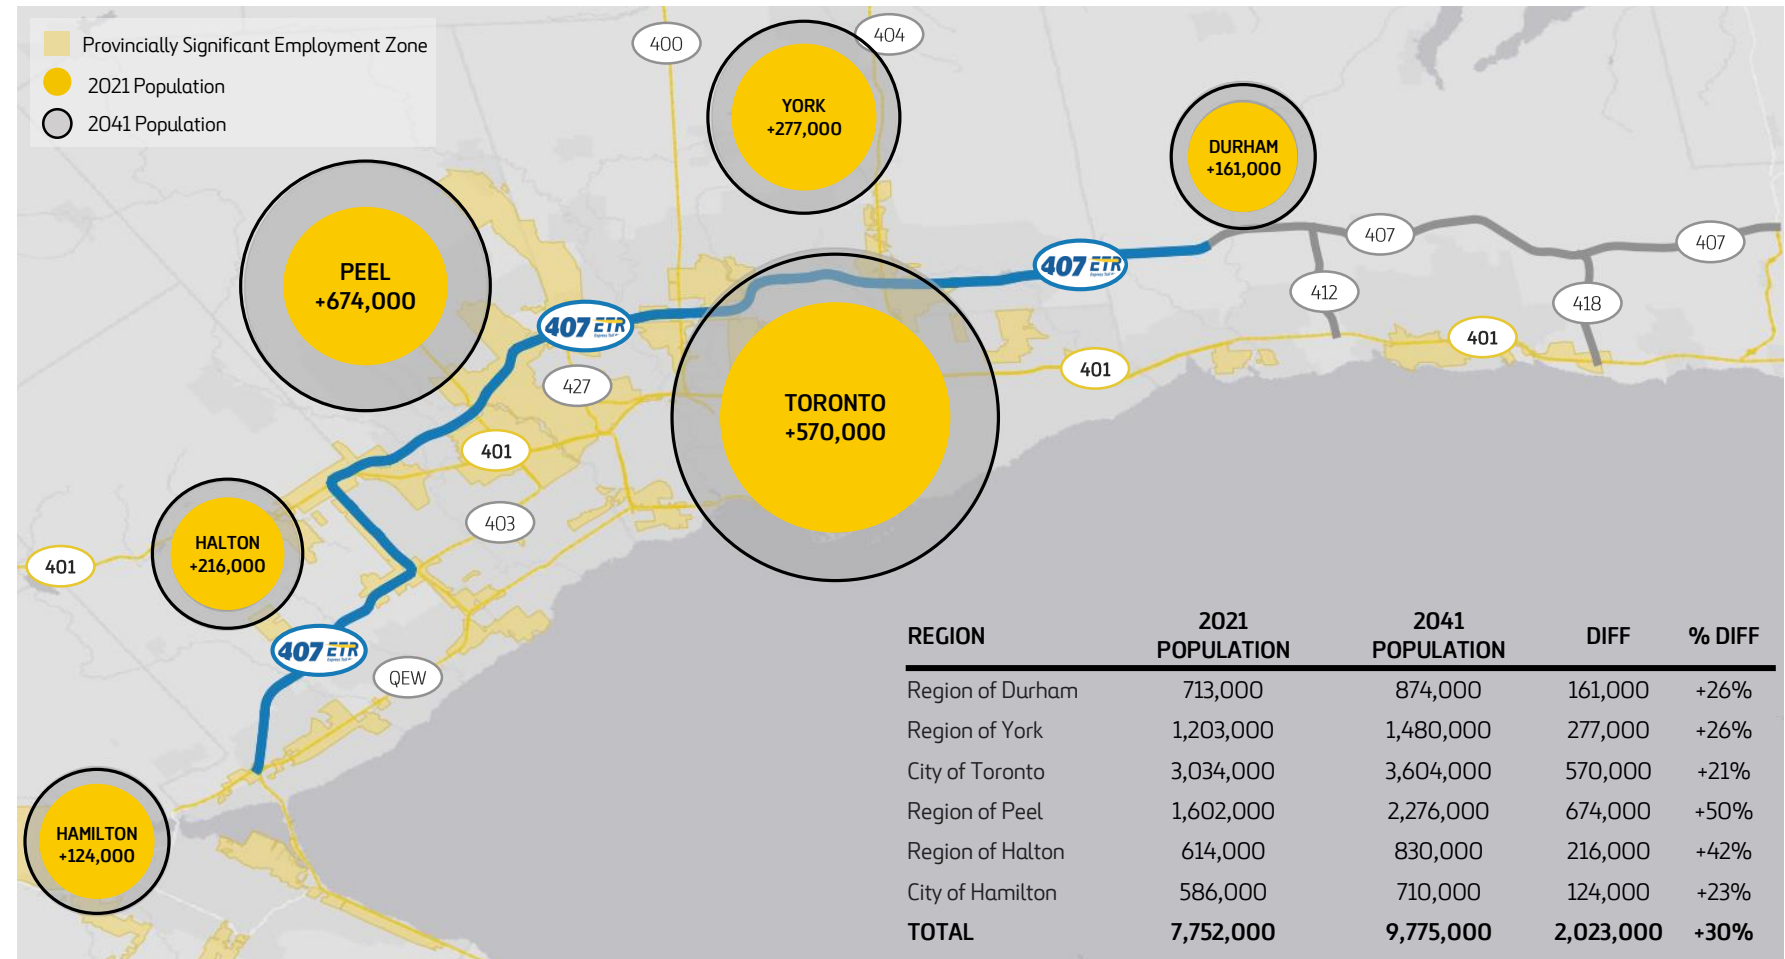 Provincially Significant Employment Zone
2021 Population
2041 Population
400
404
YORK
+277,000
DURHAM
+161,000
PEEL
+674,000
407 ETR
407
407
412
418
407 ETR
401
401
427
TORONTO
+570,000
401
403
HALTON
+216,000
401
407 ETR
QEW
HAMILTON
+124,000
REGION 2021 POPULATION 2041 POPULATION DIFF % DIFF
Region of Durham 713,000 874,000 161,000 +26%
Region of York 1,203,000 1,480,000 277,000 +26%
City of Toronto 3,034,000 3,604,000 570,000 +21%
Region of Peel 1,602,000 2,276,000 674,000 +50%
Region of Halton 614,000 830,000 216,000 +42%
City of Hamilton 586,000 710,000 124,000 +23%
TOTAL 7,752,000 9,775,000 2,023,000 +30%